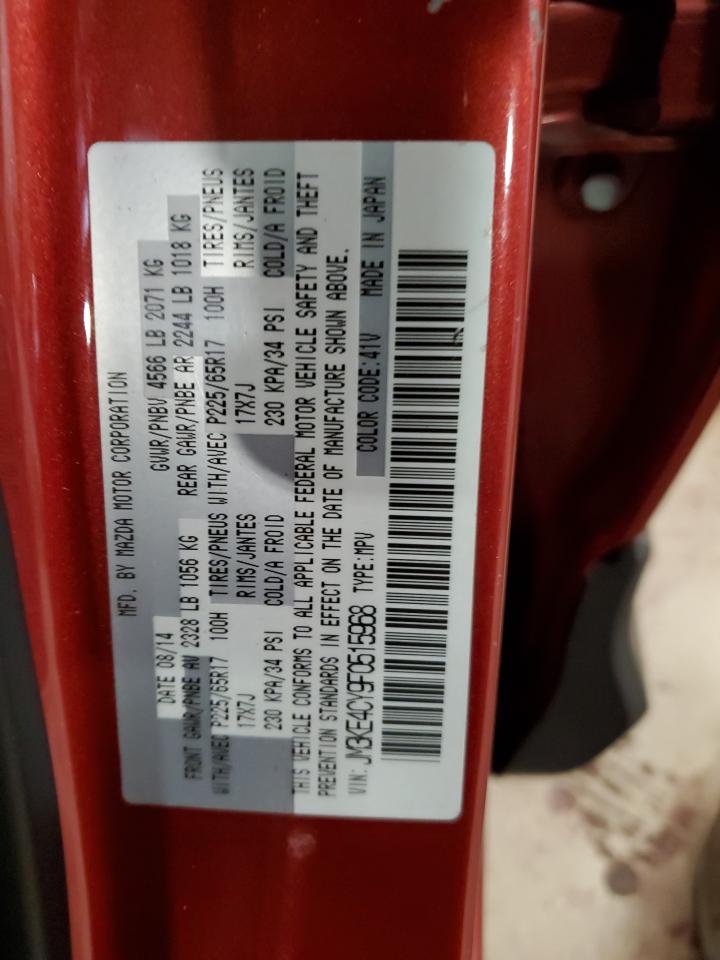 MFD. BY MAZDA MOTOR CORPORATION
DATE 08/14 GVWR/PNBV 4566 LB 2071 KG
FRONT GAWR/PNBE AV 2328 LB 1056 KG REAR GAWR/PNBE AR 2244 LB 1018 KG
WITH/AVEC P225/65R17 100H TIRES/PNEUS WITH/AVEC P225/65R17 100H TIRES/PNEUS
17X7J RIMS/JANTES 17X7J RIMS/JANTES
230 KPA/34 PSI COLD/A FROID 230 KPA/34 PSI COLD/A FROID
THIS VEHICLE CONFORMS TO ALL APPLICABLE FEDERAL MOTOR VEHICLE SAFETY AND THEFT
PREVENTION STANDARDS IN EFFECT ON THE DATE OF MANUFACTURE SHOWN ABOVE.
VIN: JM3KE4CY9F0515968 TYPE:MPV COLOR CODE:41V MADE IN JAPAN